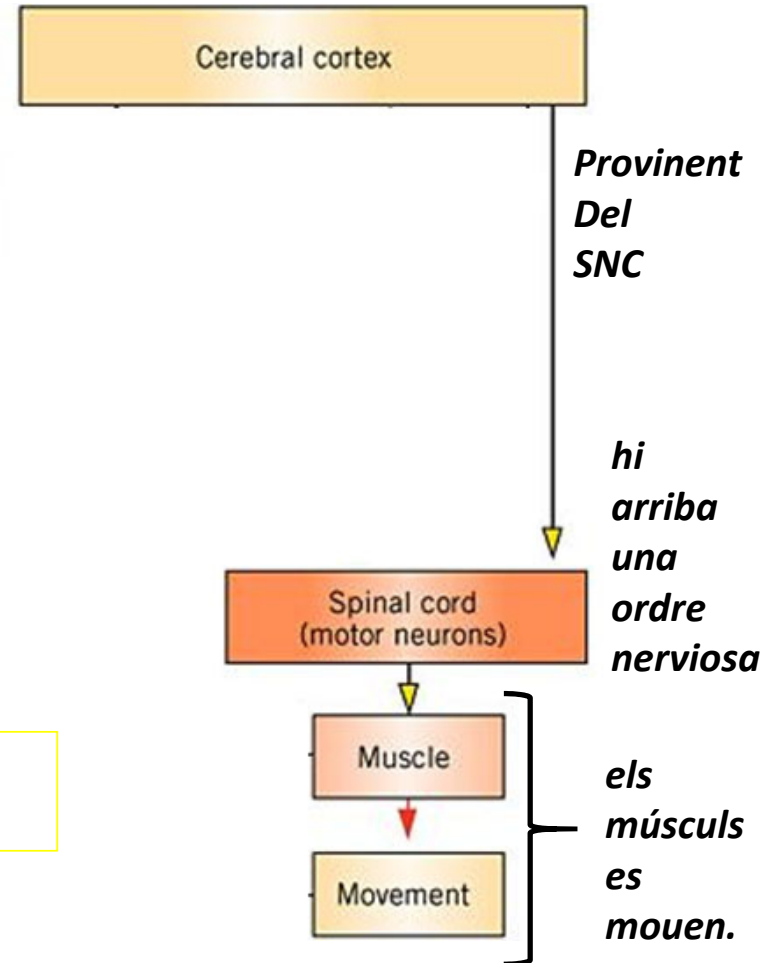 Cerebral cortex
Provinent
Del
SNC
hi
arriba
una
ordre
nerviosa
Spinal cord
(motor neurons)
Muscle
els
músculs
es
mouen.
Movement